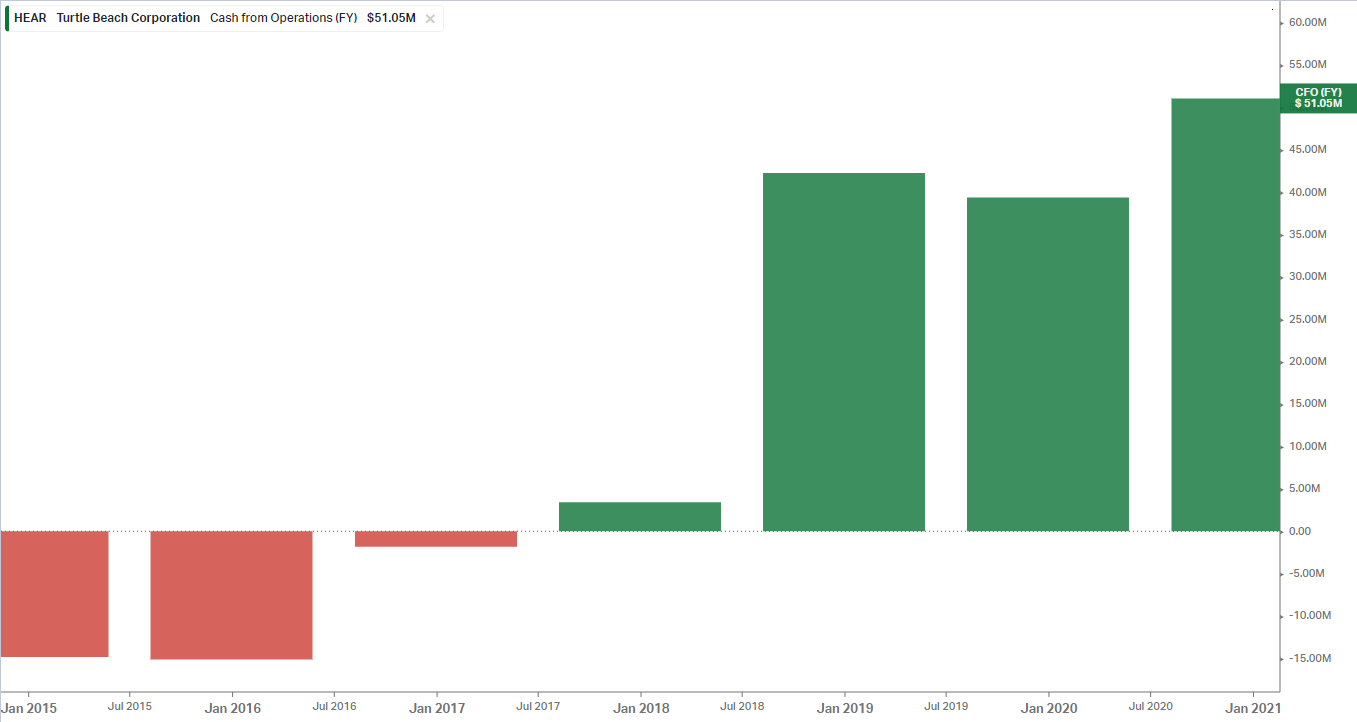 HEAR Turtle Beach Corporation Cash from Operations (FY) $51.05M ×
60.00M
55.00M
CFO (FY)
$ 51.05M
45.00M
40.00M
35.00M
30.00M
25.00M
20.00M
15.00M
10.00M
5.00M
0.00
-5.00M
-10.00M
-15.00M
Jan 2015 Jul 2015 Jan 2016 Jul 2016 Jan 2017 Jul 2017 Jan 2018 Jul 2018 Jan 2019 Jul 2019 Jan 2020 Jul 2020 Jan 2021